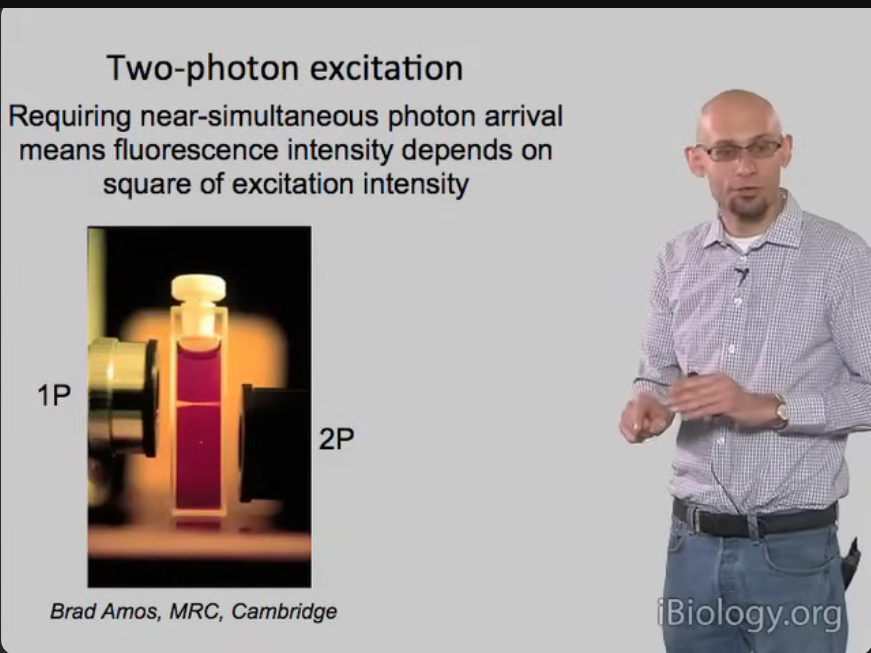 Two-photon excitation
Requiring near-simultaneous photon arrival
means fluorescence intensity depends on
square of excitation intensity
1P
2P
Brad Amos, MRC, Cambridge
iBiology.org